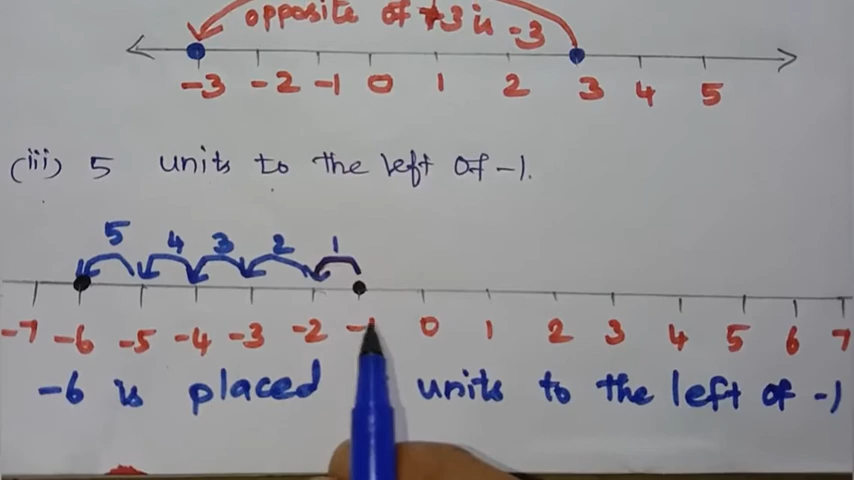 opposite of +3 is -3
-3 -2 -1 0 1 2 3 4 5
(iii) 5 units to the left of -1.
5 4 3 2 1
-7 -6 -5 -4 -3 -2 -1 0 1 2 3 4 5 6 7
-6 is placed units to the left of -1